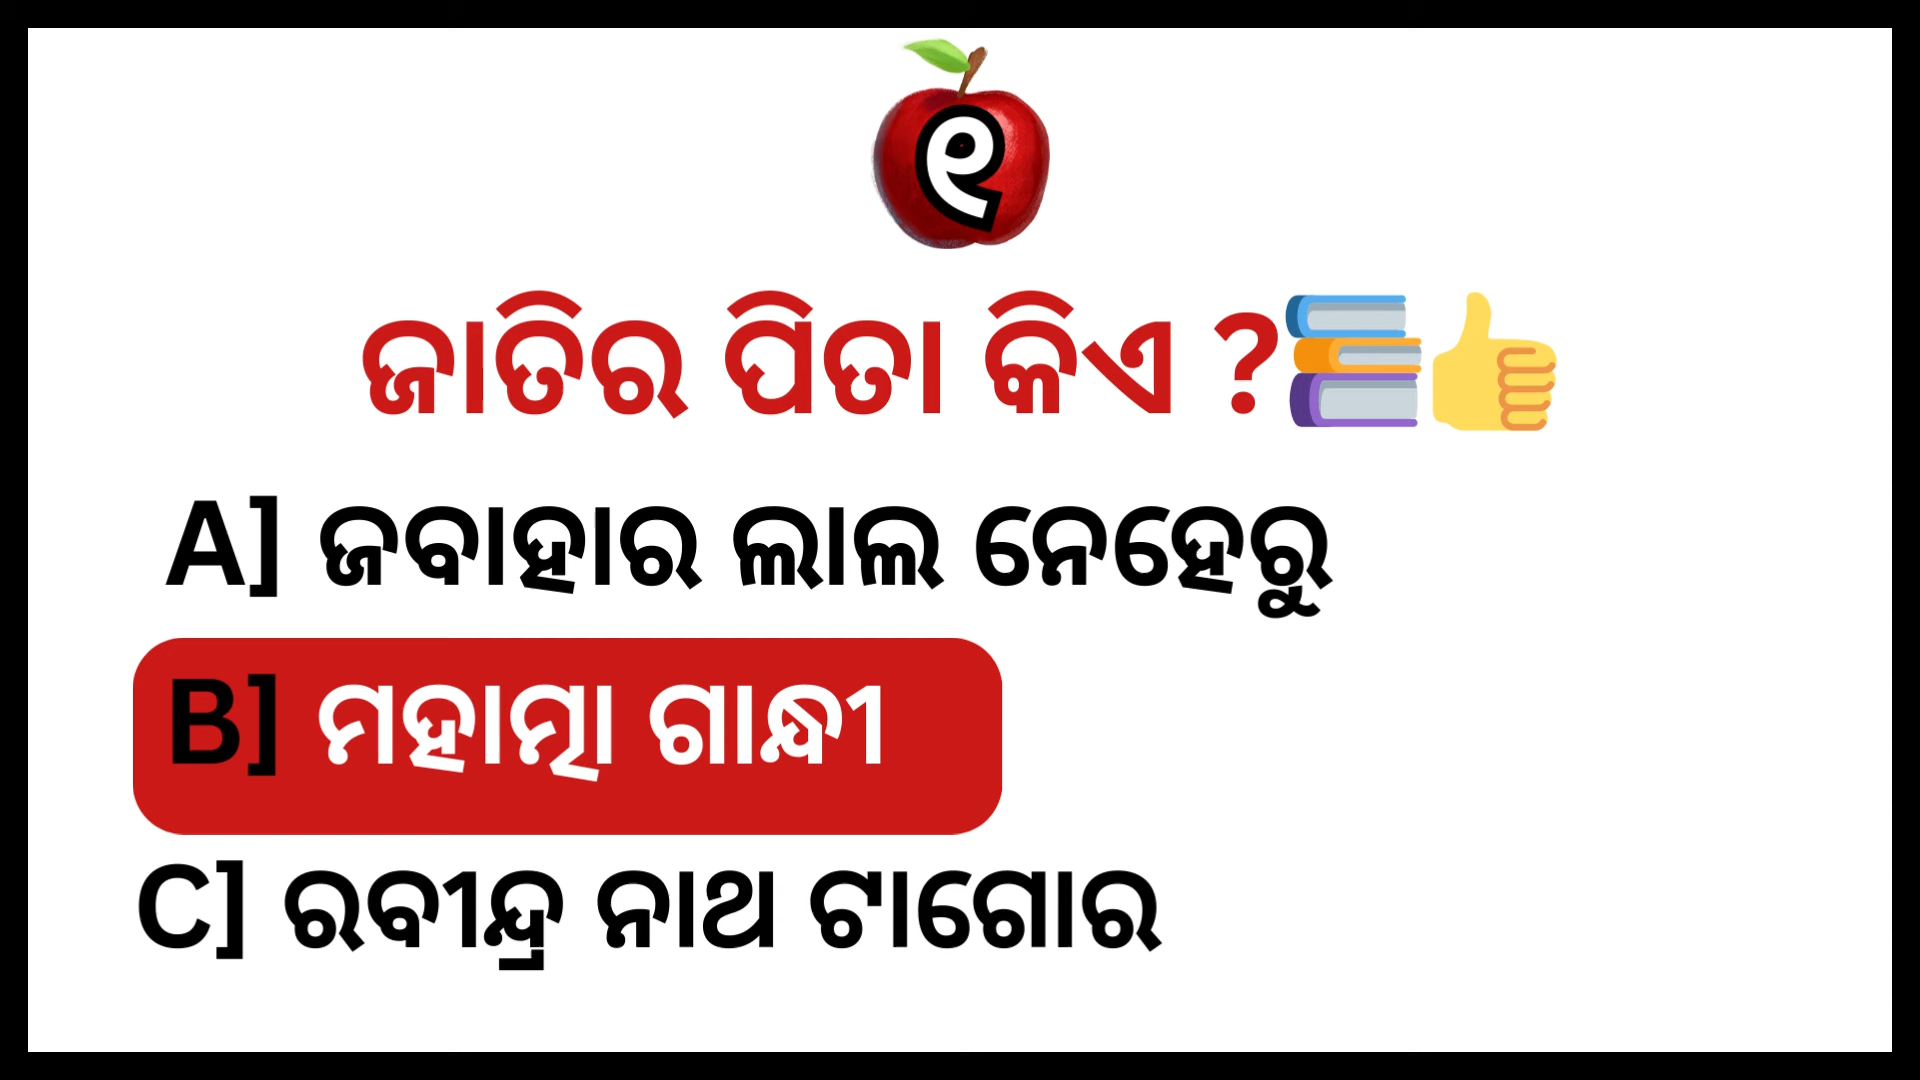 ୧
ଜାତିର ପିତା କିଏ ?📚👍
A] ଜବାହାର ଲାଲ ନେହେରୁ
B] ମହାତ୍ମା ଗାନ୍ଧୀ
C] ରବୀନ୍ଦ୍ର ନାଥ ଟାଗୋର